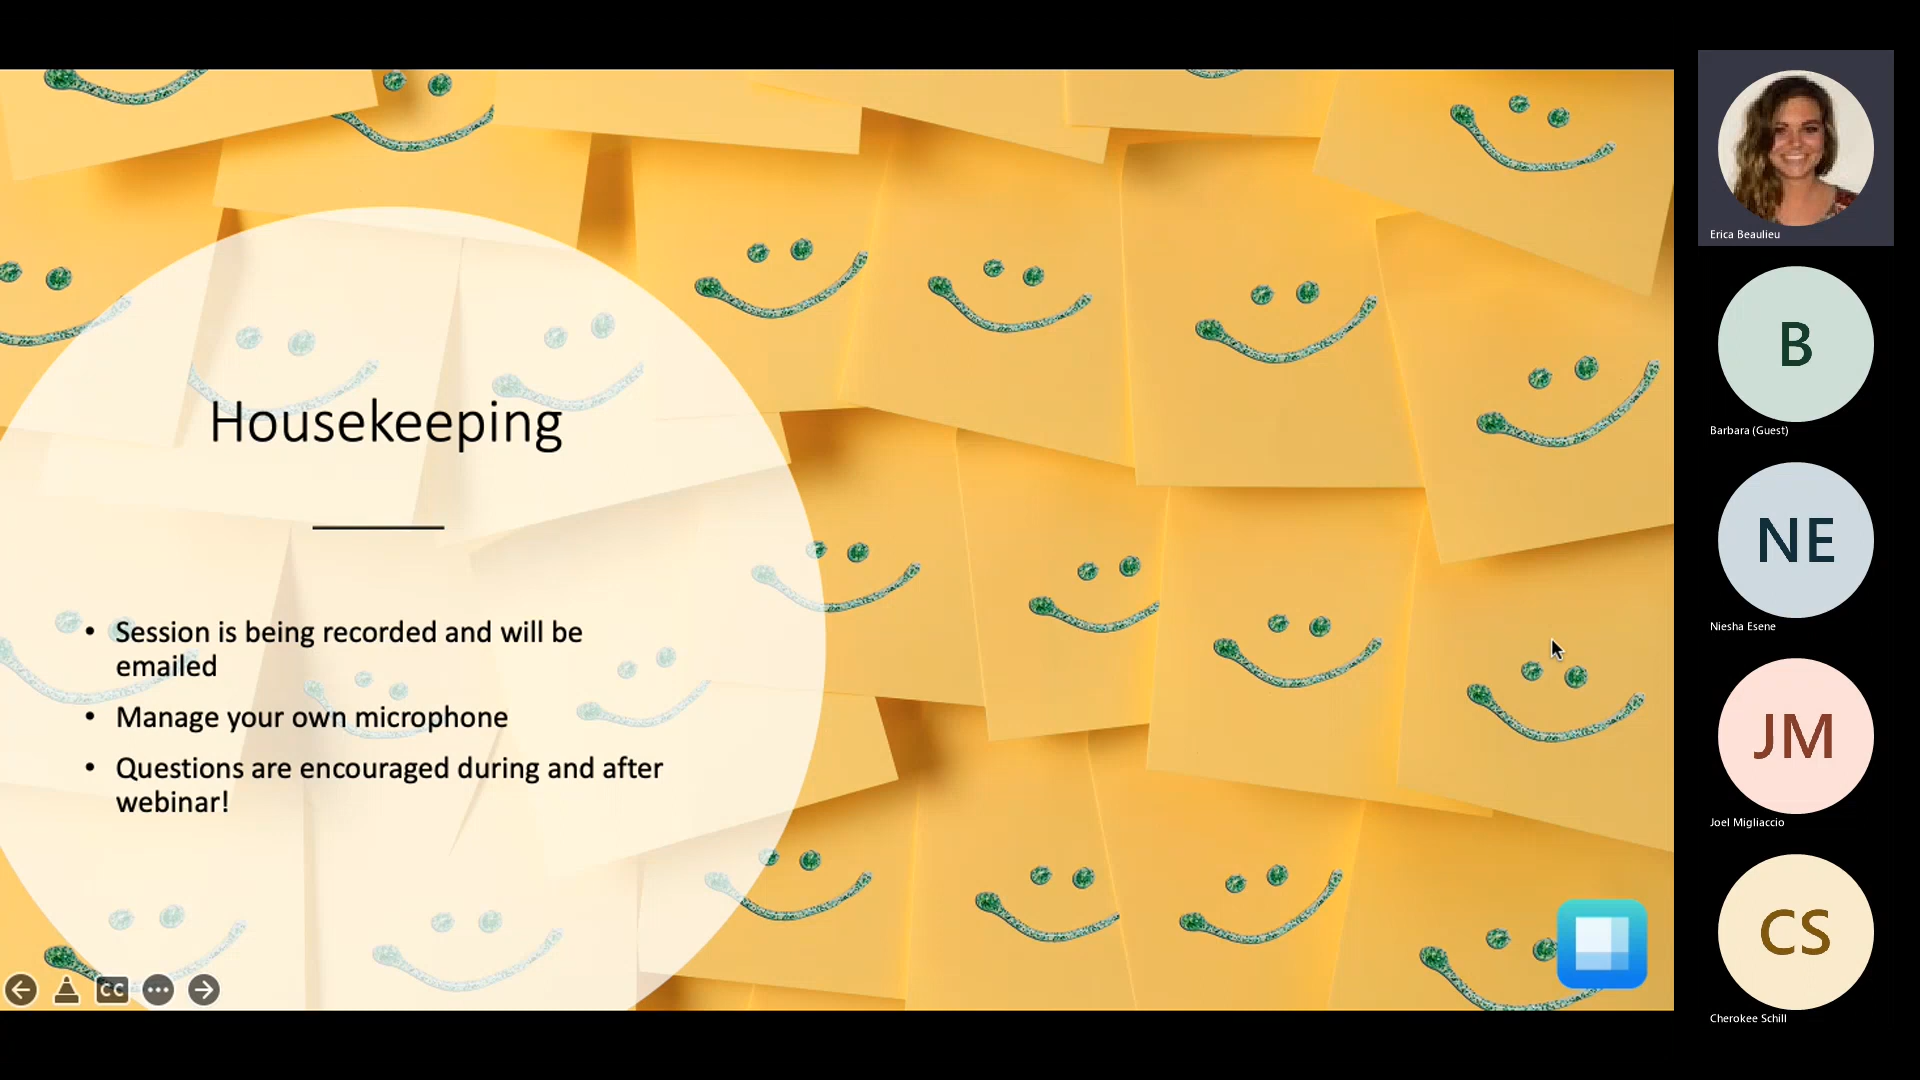 Housekeeping
• Session is being recorded and will be
emailed
• Manage your own microphone
• Questions are encouraged during and after
webinar!
CC
Erica Beaulieu
B
Barbara (Guest)
NE
Niesha Esene
JM
Joel Migliaccio
CS
Cherokee Schill